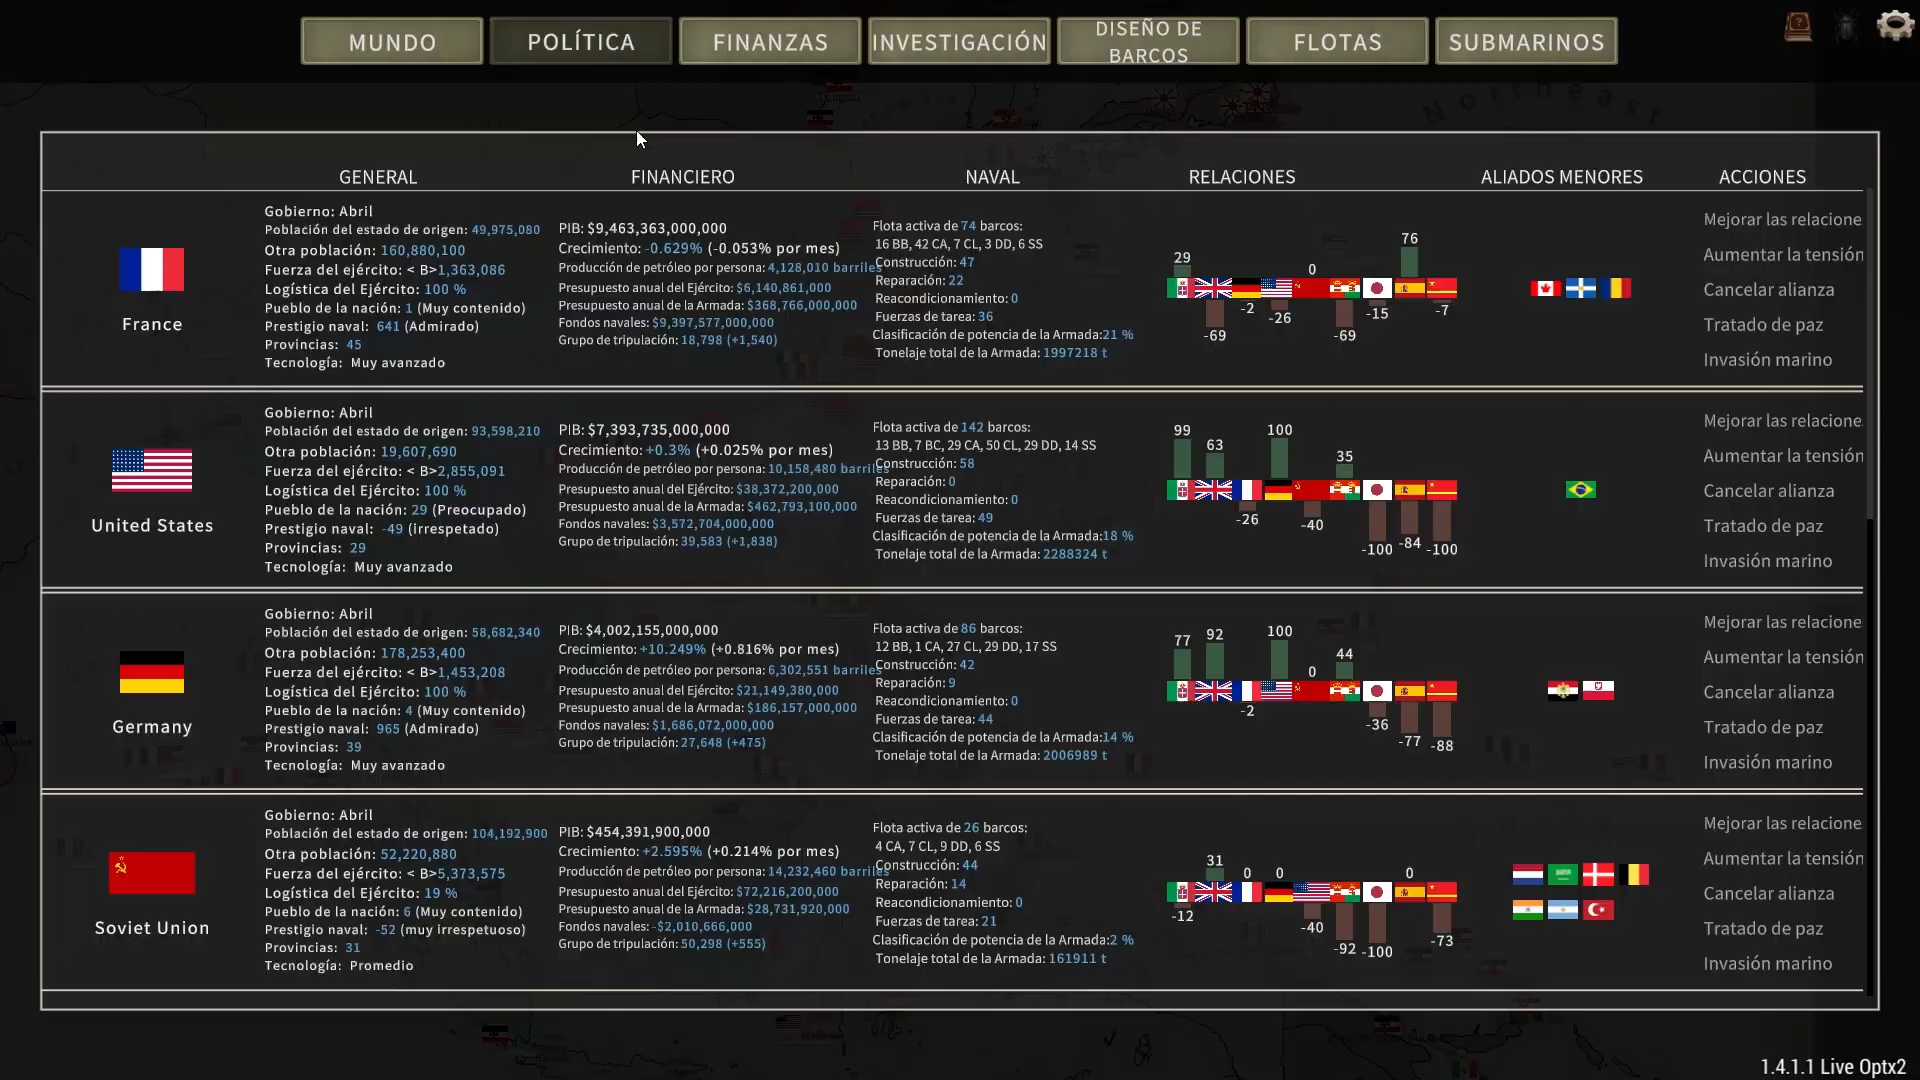 MUNDO
POLÍTICA
FINANZAS
INVESTIGACIÓN
DISEÑO DE
BARCOS
FLOTAS
SUBMARINOS
Northeast
GENERAL
FINANCIERO
NAVAL
RELACIONES
ALIADOS MENORES
ACCIONES
France
Gobierno: Abril
Población del estado de origen: 49,975,080
Otra población: 160,880,100
Fuerza del ejército: < B>1,363,086
Logística del Ejército: 100 %
Pueblo de la nación: 1 (Muy contenido)
Prestigio naval: 641 (Admirado)
Provincias: 45
Tecnología: Muy avanzado
PIB: $9,463,363,000,000
Crecimiento: -0.629% (-0.053% por mes)
Producción de petróleo por persona: 4,128,010 barriles
Presupuesto anual del Ejército: $6,140,861,000
Presupuesto anual de la Armada: $368,766,000,000
Fondos navales: $9,397,577,000,000
Grupo de tripulación: 18,798 (+1,540)
Flota activa de 74 barcos:
16 BB, 42 CA, 7 CL, 3 DD, 6 SS
Construcción: 47
Reparación: 22
Reacondicionamiento: 0
Fuerzas de tarea: 36
Clasificación de potencia de la Armada:21 %
Tonelaje total de la Armada: 1997218 t
29
-69
-2
-26
0
-69
-15
76
-7
Mejorar las relacione
Aumentar la tensión
Cancelar alianza
Tratado de paz
Invasión marino
United States
Gobierno: Abril
Población del estado de origen: 93,598,210
Otra población: 19,607,690
Fuerza del ejército: < B>2,855,091
Logística del Ejército: 100 %
Pueblo de la nación: 29 (Preocupado)
Prestigio naval: -49 (irrespetado)
Provincias: 29
Tecnología: Muy avanzado
PIB: $7,393,735,000,000
Crecimiento: +0.3% (+0.025% por mes)
Producción de petróleo por persona: 10,158,480 barriles
Presupuesto anual del Ejército: $38,372,200,000
Presupuesto anual de la Armada: $462,793,100,000
Fondos navales: $3,572,704,000,000
Grupo de tripulación: 39,583 (+1,838)
Flota activa de 142 barcos:
13 BB, 7 BC, 29 CA, 50 CL, 29 DD, 14 SS
Construcción: 58
Reparación: 0
Reacondicionamiento: 0
Fuerzas de tarea: 49
Clasificación de potencia de la Armada:18 %
Tonelaje total de la Armada: 2288324 t
99
63
-26
100
-40
35
-100
-84
-100
Mejorar las relacione
Aumentar la tensión
Cancelar alianza
Tratado de paz
Invasión marino
Germany
Gobierno: Abril
Población del estado de origen: 58,682,340
Otra población: 178,253,400
Fuerza del ejército: < B>1,453,208
Logística del Ejército: 100 %
Pueblo de la nación: 4 (Muy contenido)
Prestigio naval: 965 (Admirado)
Provincias: 39
Tecnología: Muy avanzado
PIB: $4,002,155,000,000
Crecimiento: +10.249% (+0.816% por mes)
Producción de petróleo por persona: 6,302,551 barriles
Presupuesto anual del Ejército: $21,149,380,000
Presupuesto anual de la Armada: $186,157,000,000
Fondos navales: $1,686,072,000,000
Grupo de tripulación: 27,648 (+475)
Flota activa de 86 barcos:
12 BB, 1 CA, 27 CL, 29 DD, 17 SS
Construcción: 42
Reparación: 9
Reacondicionamiento: 0
Fuerzas de tarea: 44
Clasificación de potencia de la Armada:14 %
Tonelaje total de la Armada: 2006989 t
77
92
-2
100
0
44
-36
-77
-88
Mejorar las relacione
Aumentar la tensión
Cancelar alianza
Tratado de paz
Invasión marino
Soviet Union
Gobierno: Abril
Población del estado de origen: 104,192,900
Otra población: 52,220,880
Fuerza del ejército: < B>5,373,575
Logística del Ejército: 19 %
Pueblo de la nación: 6 (Muy contenido)
Prestigio naval: -52 (muy irrespetuoso)
Provincias: 31
Tecnología: Promedio
PIB: $454,391,900,000
Crecimiento: +2.595% (+0.214% por mes)
Producción de petróleo por persona: 14,232,460 barriles
Presupuesto anual del Ejército: $72,216,200,000
Presupuesto anual de la Armada: $28,731,920,000
Fondos navales: -$2,010,666,000
Grupo de tripulación: 50,298 (+555)
Flota activa de 26 barcos:
4 CA, 7 CL, 9 DD, 6 SS
Construcción: 44
Reparación: 14
Reacondicionamiento: 0
Fuerzas de tarea: 21
Clasificación de potencia de la Armada:2 %
Tonelaje total de la Armada: 161911 t
-12
31
0
0
-40
-92
-100
0
-73
Mejorar las relacione
Aumentar la tensión
Cancelar alianza
Tratado de paz
Invasión marino
1.4.1.1 Live Optx2